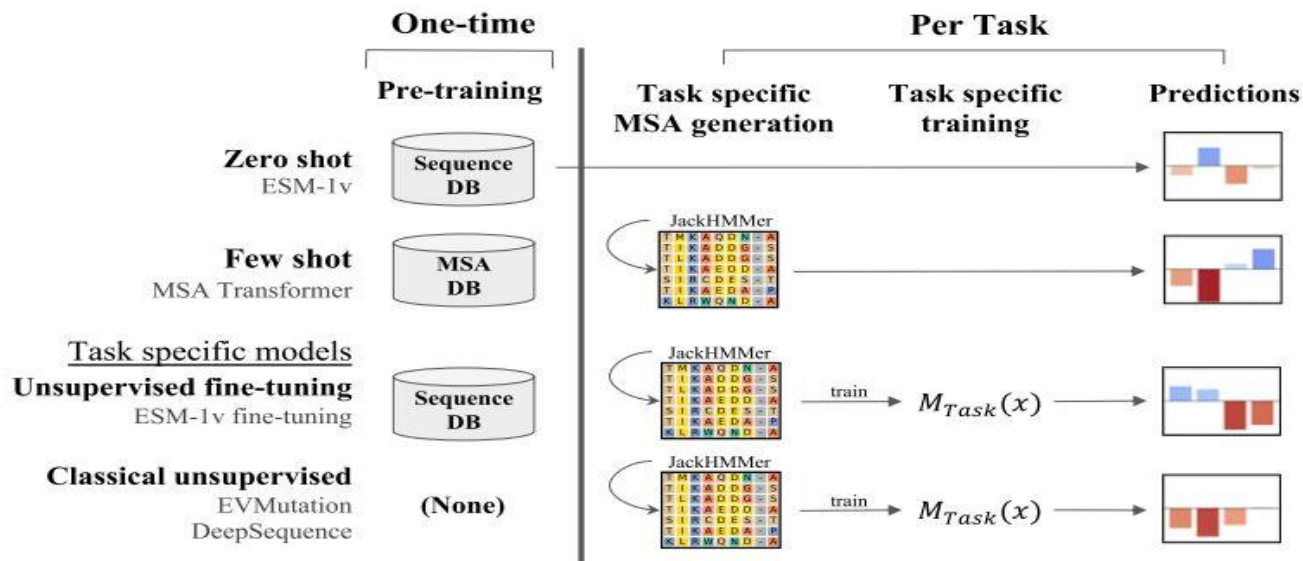 One-time
Per Task
Pre-training
Task specific
MSA generation
Task specific
training
Predictions
Zero shot
ESM-1v
Sequence
DB
Few shot
MSA Transformer
MSA
DB
JackHMMer
T M K A Q D N - A
T I K A D D G - S
T L K A D D G - S
T I K A E D D - A
S I R C D E S - T
T I K A E D A - P
K L R W Q N D - A
Task specific models
Unsupervised fine-tuning
ESM-1v fine-tuning
Sequence
DB
JackHMMer
T M K A Q D N - A
T I K A D D G - S
T L K A D D G - S
T I K A E D D - A
S I R C D E S - T
T I K A E D A - P
K L R W Q N D - A
train
M_Task(x)
Classical unsupervised
EVMutation
DeepSequence
(None)
JackHMMer
T M K A Q D N - A
T I K A D D G - S
T L K A D D G - S
T I K A E D D - A
S I R C D E S - T
T I K A E D A - P
K L R W Q N D - A
train
M_Task(x)